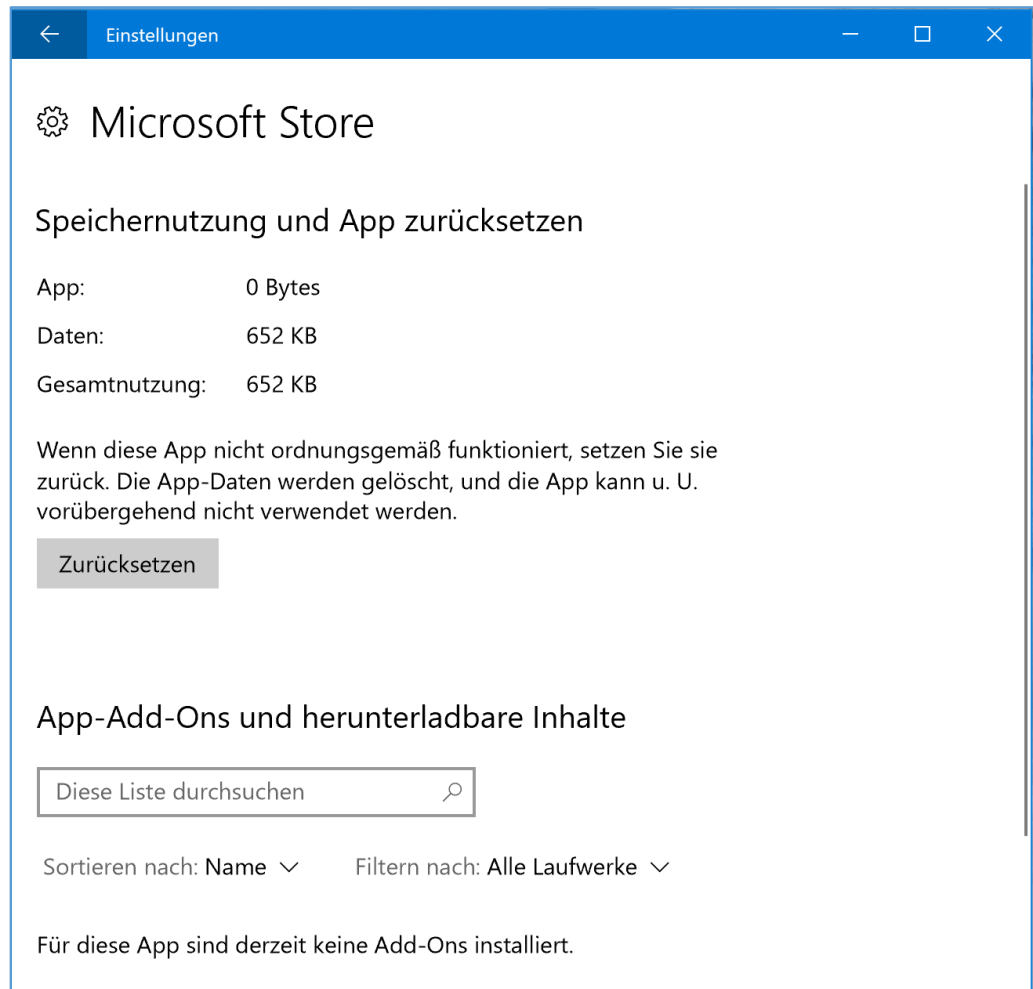 Einstellungen
Microsoft Store
Speichernutzung und App zurücksetzen
App: 0 Bytes
Daten: 652 KB
Gesamtnutzung: 652 KB
Wenn diese App nicht ordnungsgemäß funktioniert, setzen Sie sie
zurück. Die App-Daten werden gelöscht, und die App kann u. U.
vorübergehend nicht verwendet werden.
Zurücksetzen
App-Add-Ons und herunterladbare Inhalte
Diese Liste durchsuchen
Sortieren nach: Name Filtern nach: Alle Laufwerke
Für diese App sind derzeit keine Add-Ons installiert.